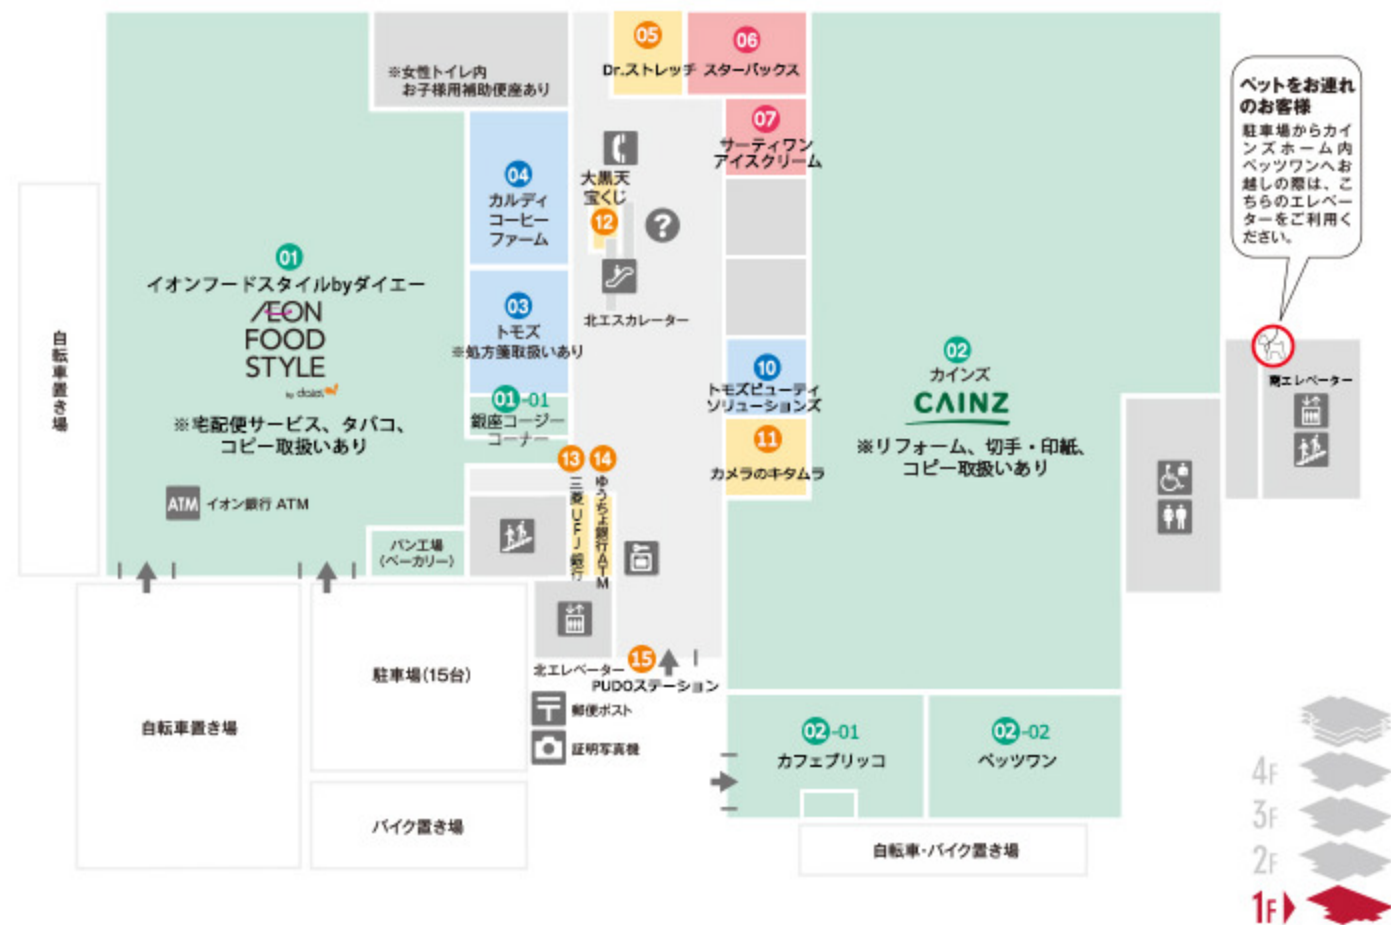 ※女性トイレ内
お子様用補助便座あり
05
Dr.ストレッチ
06
スターバックス
07
サーティワン
アイスクリーム
04
カルディ
コーヒー
ファーム
大黒天
宝くじ
12
?
北エスカレーター
01
イオンフードスタイルbyダイエー
ÆON
FOOD
STYLE
by daiei
※宅配便サービス、タバコ、
コピー取扱いあり
ATM
イオン銀行 ATM
自転車置き場
03
トモズ
※処方箋取扱いあり
01-01
銀座コージー
コーナー
10
トモズビューティ
ソリューションズ
11
カメラのキタムラ
02
カインズ
CAINZ
※リフォーム、切手・印紙、
コピー取扱いあり
ペットをお連れ
のお客様
駐車場からカイ
ンズホーム内
ペッツワンへお
越しの際は、こ
ちらのエレベー
ターをご利用く
ださい。
南エレベーター
13
三菱UFJ銀行
14
ゆうちょ銀行ATM
パン工場
(ベーカリー)
北エレベーター
15
PUDOステーション
郵便ポスト
証明写真機
駐車場(15台)
自転車置き場
バイク置き場
02-01
カフェブリッコ
02-02
ペッツワン
自転車・バイク置き場
4F
3F
2F
1F